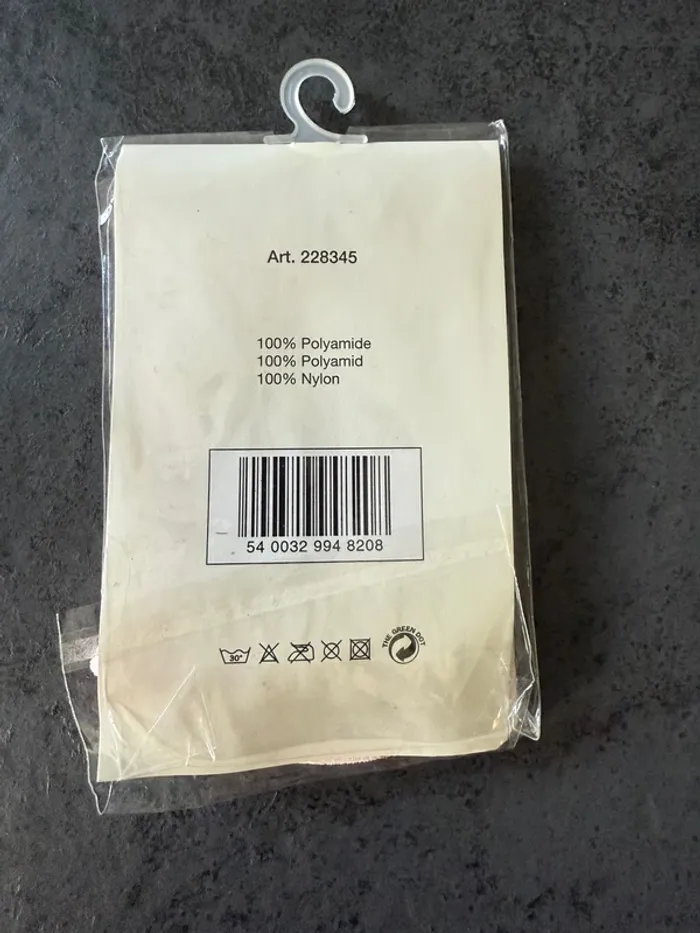 Art. 228345
100% Polyamide
100% Polyamid
100% Nylon
54 0032 994 8208
30°
THE GREEN DOT